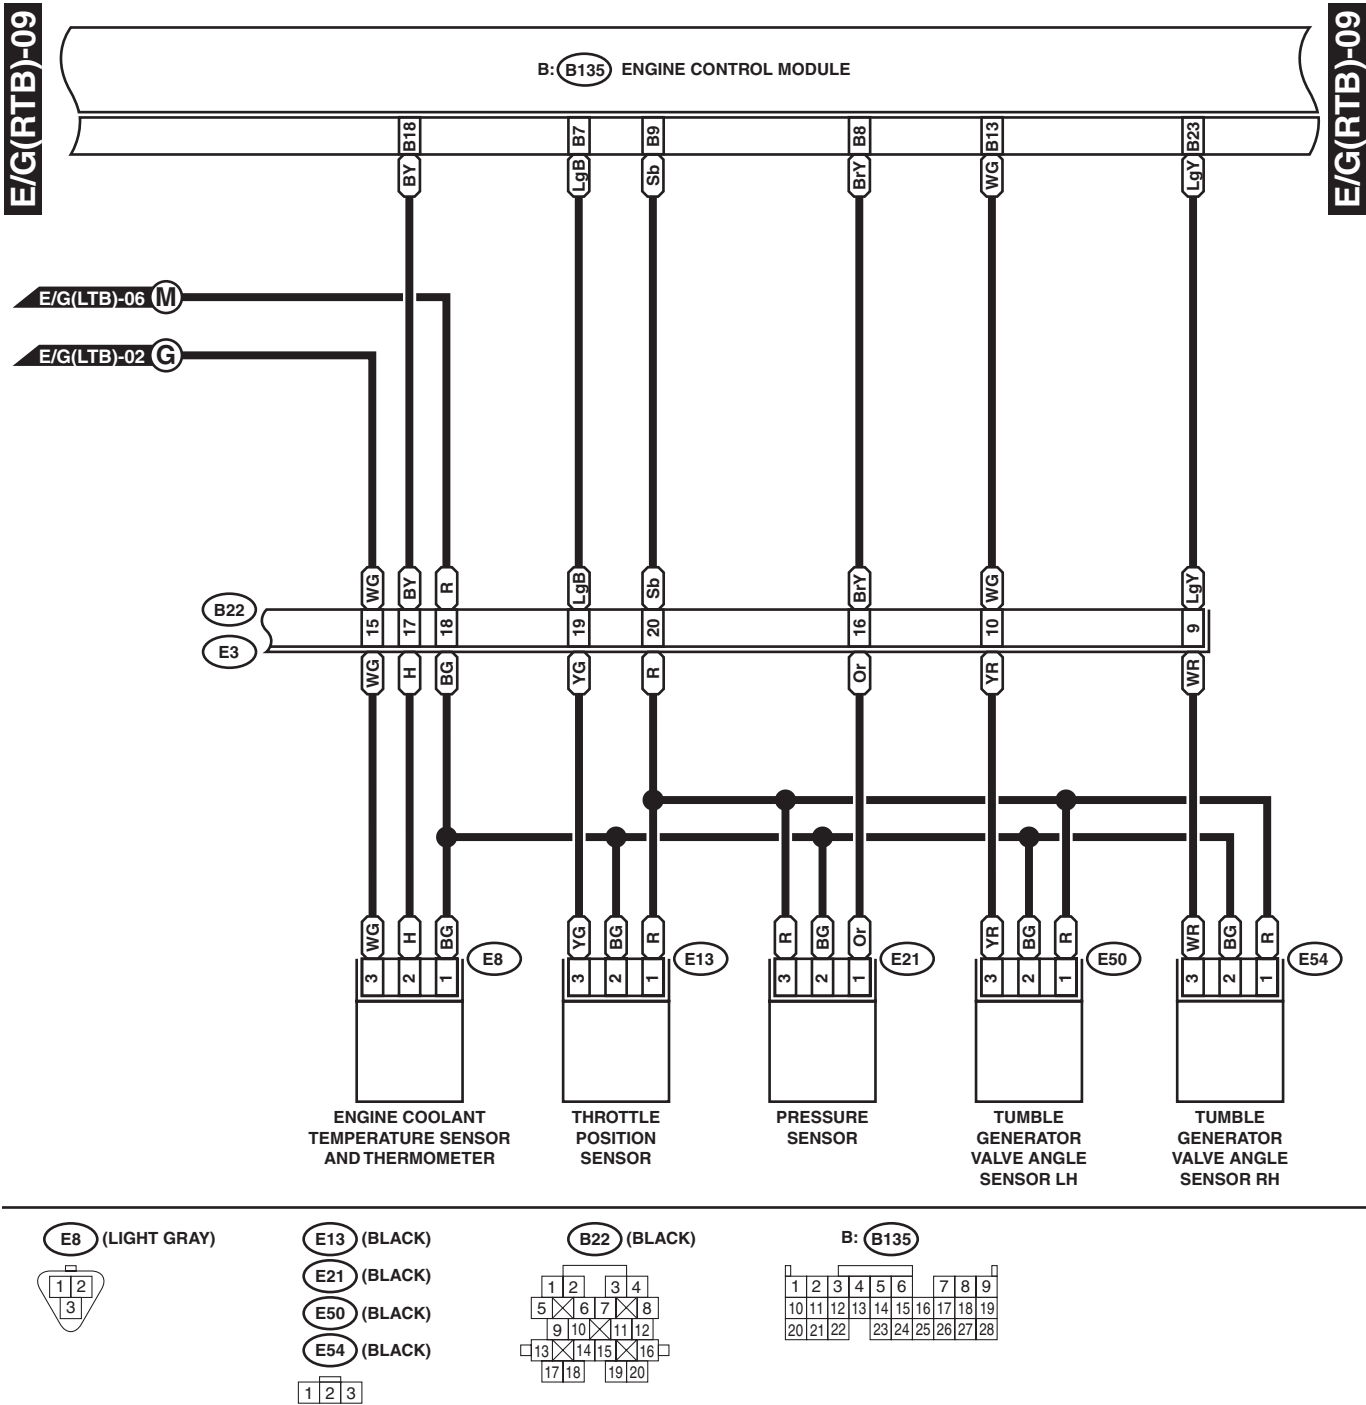 E/G(RTB)-09
E/G(RTB)-09
B: B135 ENGINE CONTROL MODULE
B18 B7 B9 B8 B13 B23
BY LgB Sb BrY WG LgY
E/G(LTB)-06 M
E/G(LTB)-02 G
WG BY R LgB Sb BrY WG LgY
B22
15 17 18 19 20 16 10 9
E3
WG H BG YG R Or YR WR
WG H BG YG BG R R BG Or YR BG R WR BG R
E8 E13 E21 E50 E54
3 2 1 3 2 1 3 2 1 3 2 1 3 2 1
ENGINE COOLANT
TEMPERATURE SENSOR
AND THERMOMETER
THROTTLE
POSITION
SENSOR
PRESSURE
SENSOR
TUMBLE
GENERATOR
VALVE ANGLE
SENSOR LH
TUMBLE
GENERATOR
VALVE ANGLE
SENSOR RH
E8 (LIGHT GRAY)
1 2
3
E13 (BLACK)
E21 (BLACK)
E50 (BLACK)
E54 (BLACK)
1 2 3
B22 (BLACK)
1 2 3 4
5 6 7 8
9 10 11 12
13 14 15 16
17 18 19 20
B: B135
1 2 3 4 5 6 7 8 9
10 11 12 13 14 15 16 17 18 19
20 21 22 23 24 25 26 27 28